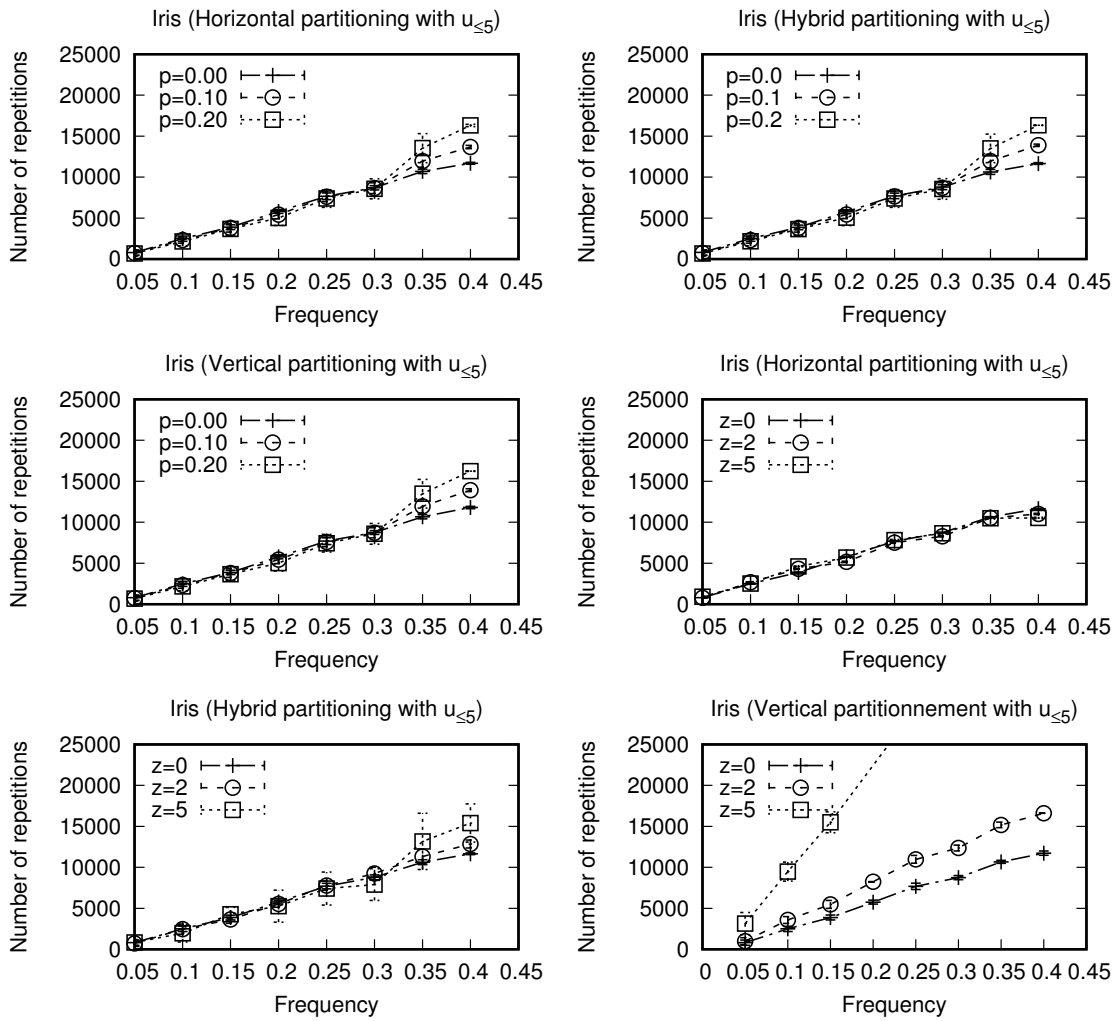 Iris (Horizontal partitioning with u≤5)
Number of repetitions
25000
20000
15000
10000
5000
0
p=0.00
p=0.10
p=0.20
0.05 0.1 0.15 0.2 0.25 0.3 0.35 0.4 0.45
Frequency
Iris (Hybrid partitioning with u≤5)
Number of repetitions
25000
20000
15000
10000
5000
0
p=0.0
p=0.1
p=0.2
0.05 0.1 0.15 0.2 0.25 0.3 0.35 0.4 0.45
Frequency
Iris (Vertical partitioning with u≤5)
Number of repetitions
25000
20000
15000
10000
5000
0
p=0.00
p=0.10
p=0.20
0.05 0.1 0.15 0.2 0.25 0.3 0.35 0.4 0.45
Frequency
Iris (Horizontal partitioning with u≤5)
Number of repetitions
25000
20000
15000
10000
5000
0
z=0
z=2
z=5
0.05 0.1 0.15 0.2 0.25 0.3 0.35 0.4 0.45
Frequency
Iris (Hybrid partitioning with u≤5)
Number of repetitions
25000
20000
15000
10000
5000
0
z=0
z=2
z=5
0.05 0.1 0.15 0.2 0.25 0.3 0.35 0.4 0.45
Frequency
Iris (Vertical partitionnement with u≤5)
Number of repetitions
25000
20000
15000
10000
5000
0
z=0
z=2
z=5
0 0.05 0.1 0.15 0.2 0.25 0.3 0.35 0.4 0.45
Frequency